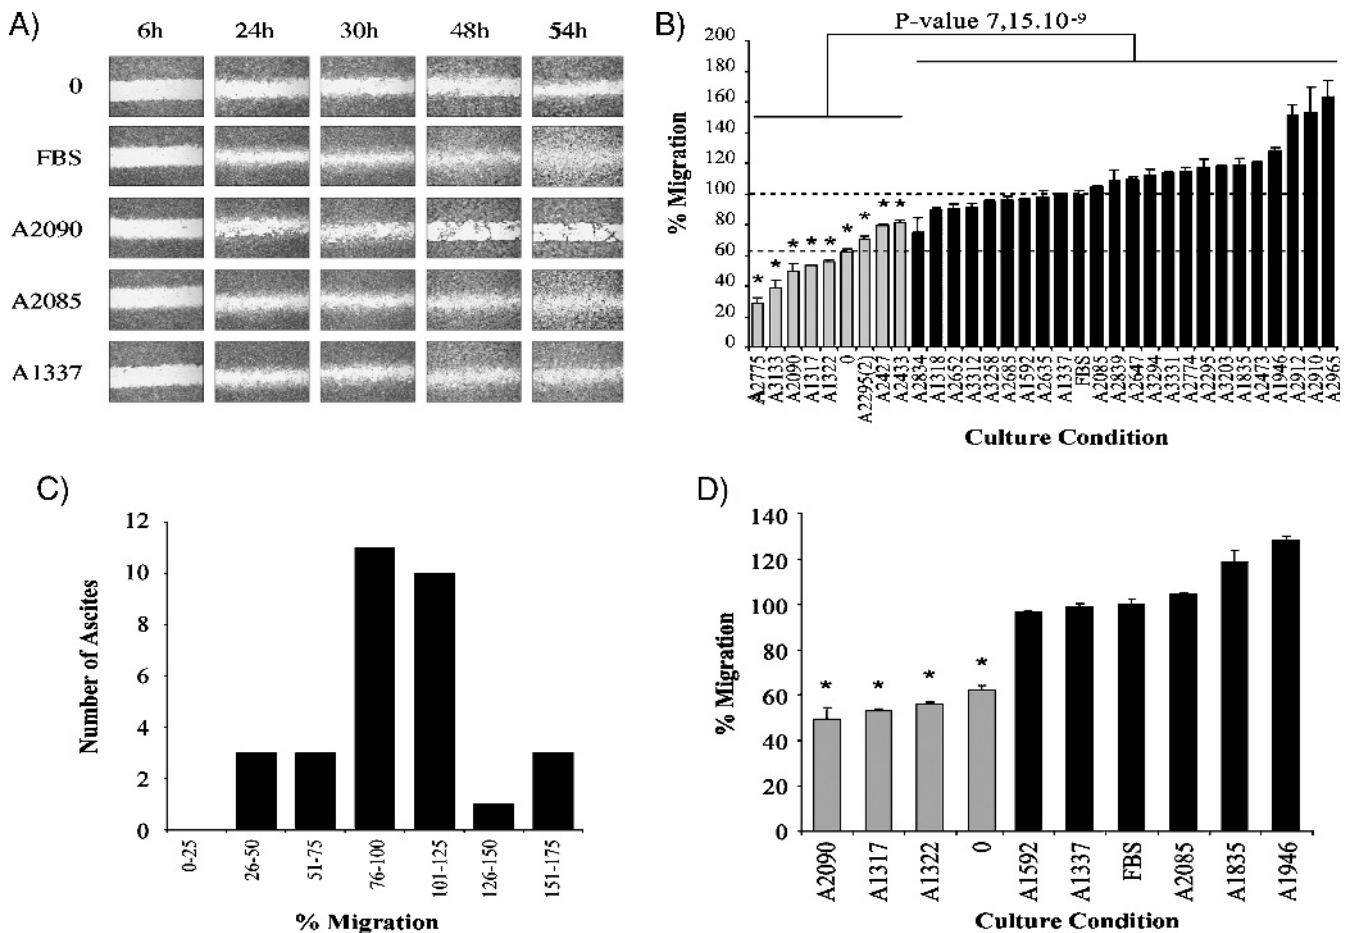 A)
6h 24h 30h 48h 54h
0
FBS
A2090
A2085
A1337
B)
P-value 7,15.10-9
% Migration
200
180
160
140
120
100
80
60
40
20
0
* * * * * * * *
A2775 A3133 A2090 A1317 A1322 0 A2295(2) A2427 A2433 A2834 A1318 A2652 A3312 A3258 A2685 A1592 A2635 A1337 FBS A2085 A2839 A2647 A3294 A3331 A2774 A2295 A3203 A1835 A2473 A1946 A2912 A2910 A2965
Culture Condition
C)
Number of Ascites
12
10
8
6
4
2
0
0-25 26-50 51-75 76-100 101-125 126-150 151-175
% Migration
D)
% Migration
140
120
100
80
60
40
20
0
* * * *
A2090 A1317 A1322 0 A1592 A1337 FBS A2085 A1835 A1946
Culture Condition